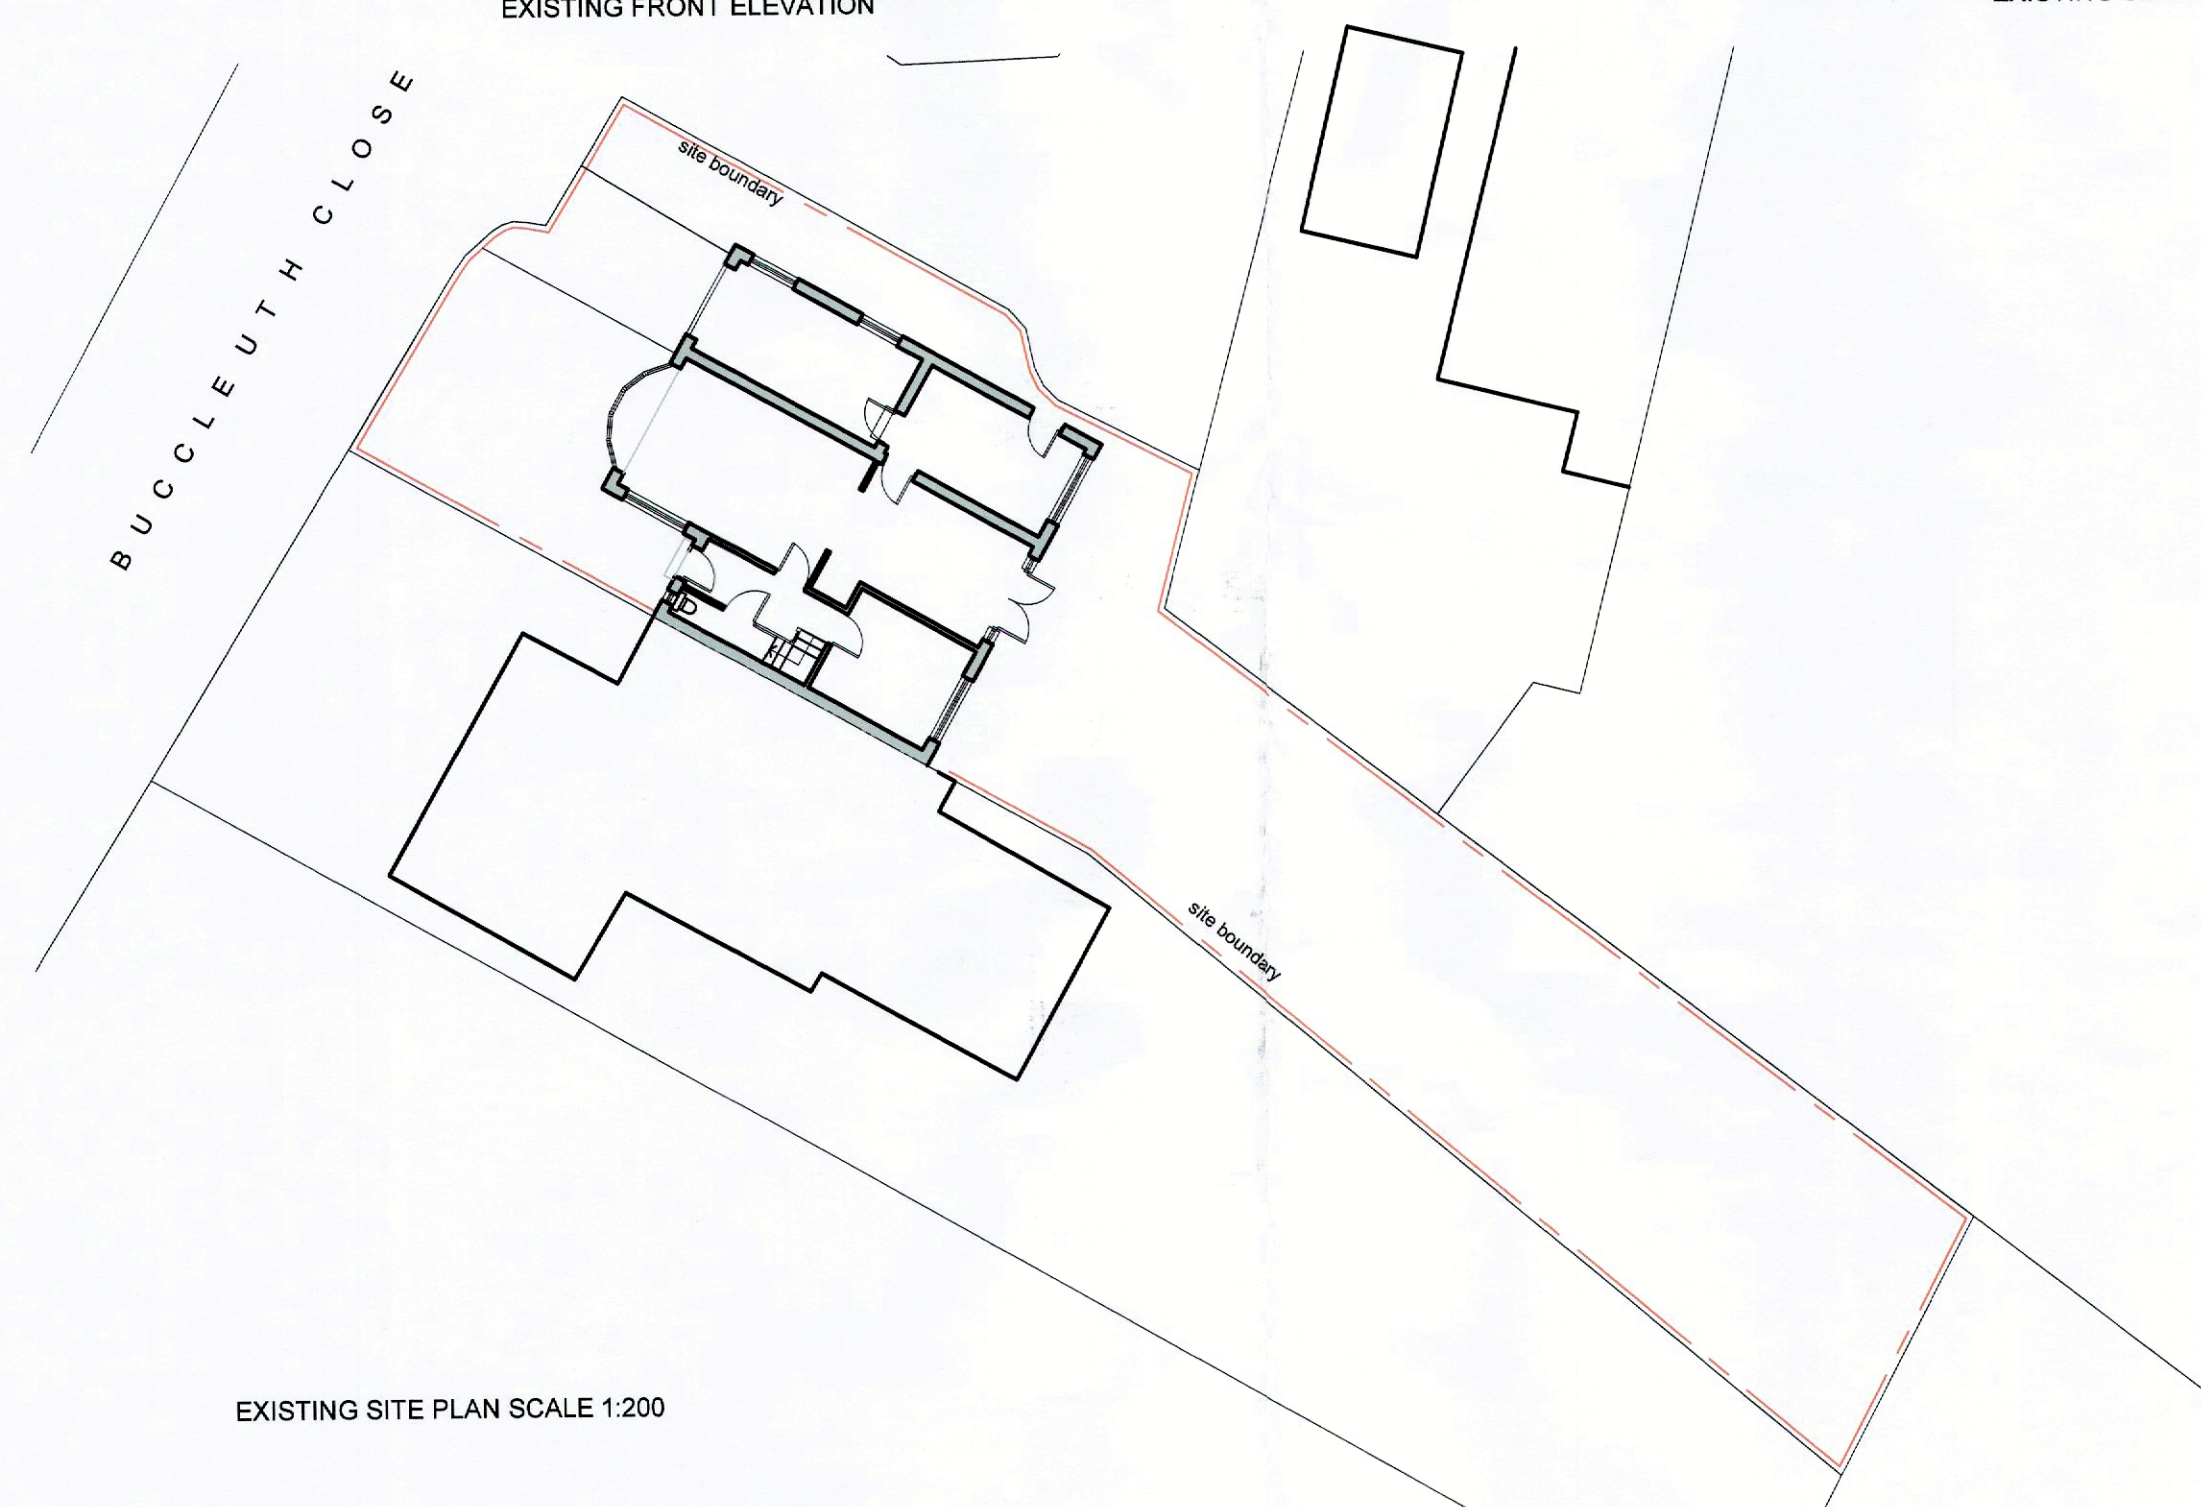 EXISTING FRONT ELEVATION
BUCCLEUTH CLOSE
site boundary
site boundary
EXISTING SITE PLAN SCALE 1:200